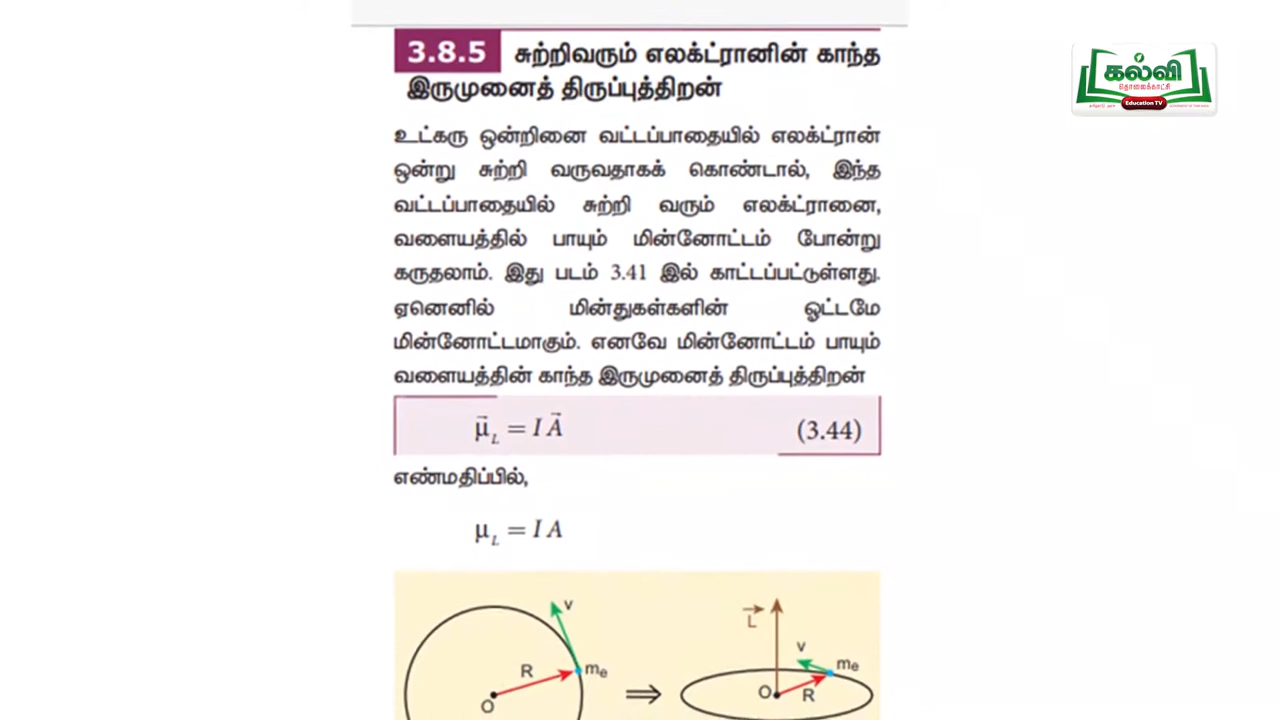 3.8.5 சுற்றிவரும் எலக்ட்ரானின் காந்த
இருமுனைத் திருப்புத்திறன்
உட்கரு ஒன்றினை வட்டப்பாதையில் எலக்ட்ரான்
ஒன்று சுற்றி வருவதாகக் கொண்டால், இந்த
வட்டப்பாதையில் சுற்றி வரும் எலக்ட்ரானை,
வளையத்தில் பாயும் மின்னோட்டம் போன்று
கருதலாம். இது படம் 3.41 இல் காட்டப்பட்டுள்ளது.
ஏனெனில் மின்துகள்களின் ஓட்டமே
மின்னோட்டமாகும். எனவே மின்னோட்டம் பாயும்
வளையத்தின் காந்த இருமுனைத் திருப்புத்திறன்
μ⃗_L = I A⃗ (3.44)
எண்மதிப்பில்,
μ_L = I A
v
R
mₑ
O
⇒
L⃗
v
mₑ
O
R
கல்வி
தொலைக்காட்சி
Education TV